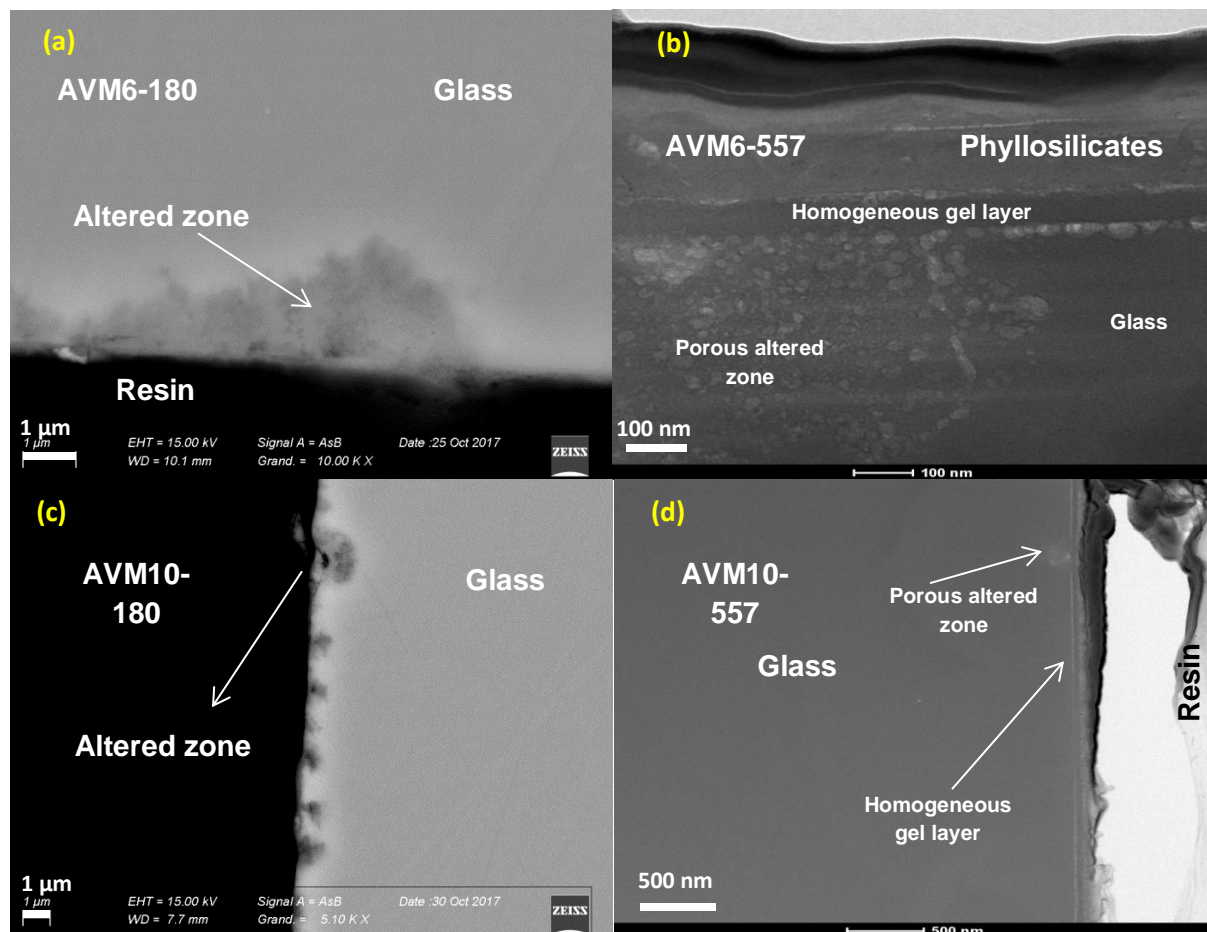 (a)
AVM6-180
Glass
Altered zone
Resin
1 µm
1 µm
EHT = 15.00 kV
Signal A = AsB
Date :25 Oct 2017
WD = 10.1 mm
Grand. = 10.00 K X
ZEISS
(b)
AVM6-557
Phyllosilicates
Homogeneous gel layer
Glass
Porous altered
zone
100 nm
100 nm
(c)
AVM10-
180
Glass
Altered zone
1 µm
1 µm
EHT = 15.00 kV
Signal A = AsB
Date :30 Oct 2017
WD = 7.7 mm
Grand. = 5.10 K X
ZEISS
(d)
AVM10-
557
Porous altered
zone
Glass
Resin
Homogeneous
gel layer
500 nm
500 nm